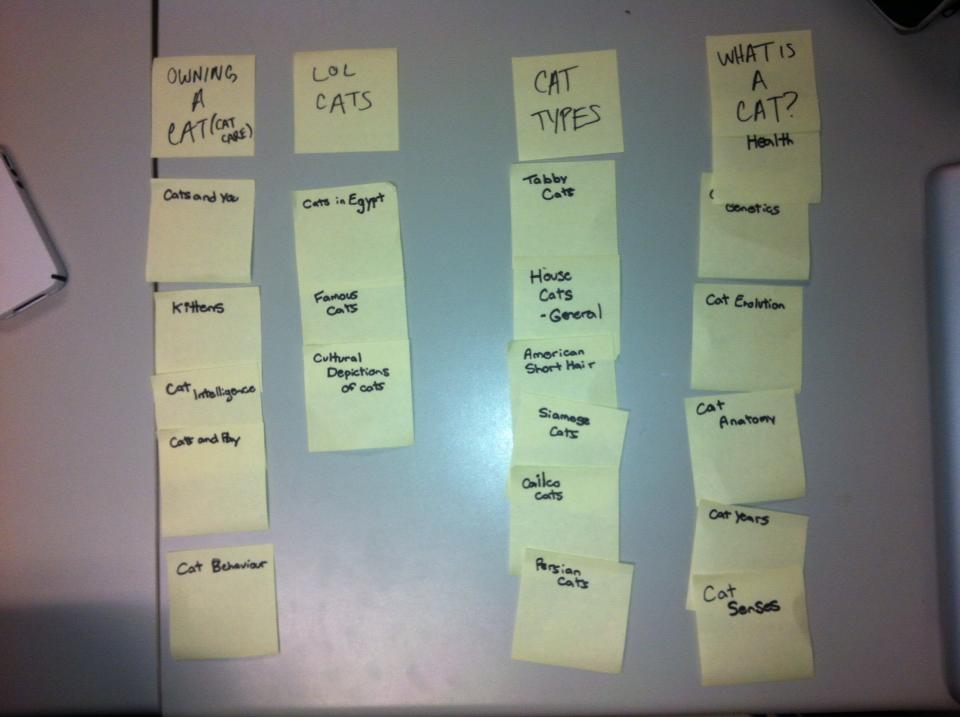 OWNING
A
CAT (CAT
CARE)
Cats and You
Kittens
Cat
Intelligence
Cats and Play
Cat Behaviour
LOL
CATS
Cats in Egypt
Famous
Cats
Cultural
Depictions
of cats
CAT
TYPES
Tabby
Cats
House
Cats
- General
American
Short Hair
Siamese
Cats
Cailco
Cats
Persian
Cats
WHAT IS
A
CAT?
Health
Genetics
Cat Evolution
Cat
Anatomy
Cat Years
Cat
Senses